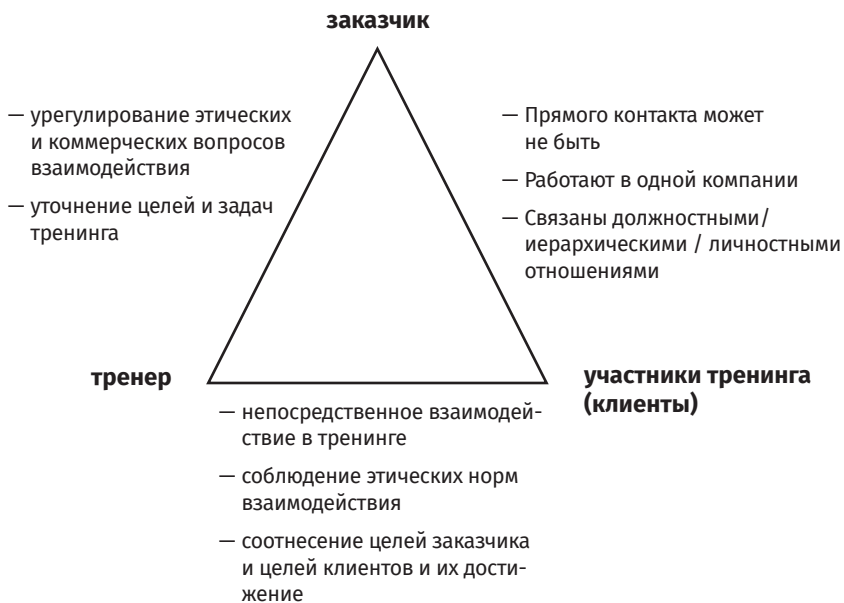 заказчик
— урегулирование этических
и коммерческих вопросов
взаимодействия
— уточнение целей и задач
тренинга
— Прямого контакта может
не быть
— Работают в одной компании
— Связаны должностными/
иерархическими / личностными
отношениями
тренер
участники тренинга
(клиенты)
— непосредственное взаимодей-
ствие в тренинге
— соблюдение этических норм
взаимодействия
— соотнесение целей заказчика
и целей клиентов и их дости-
жение